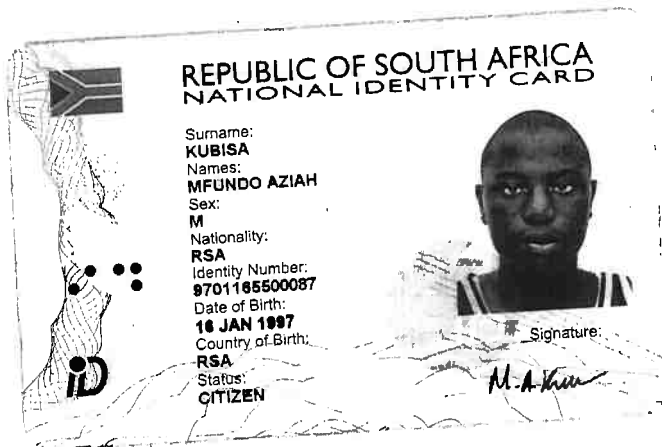 REPUBLIC OF SOUTH AFRICA
NATIONAL IDENTITY CARD
Surname:
KUBISA
Names:
MFUNDO AZIAH
Sex:
M
Nationality:
RSA
Identity Number:
9701165500087
Date of Birth:
16 JAN 1997
Country of Birth:
RSA
Status:
CITIZEN
Signature:
iD